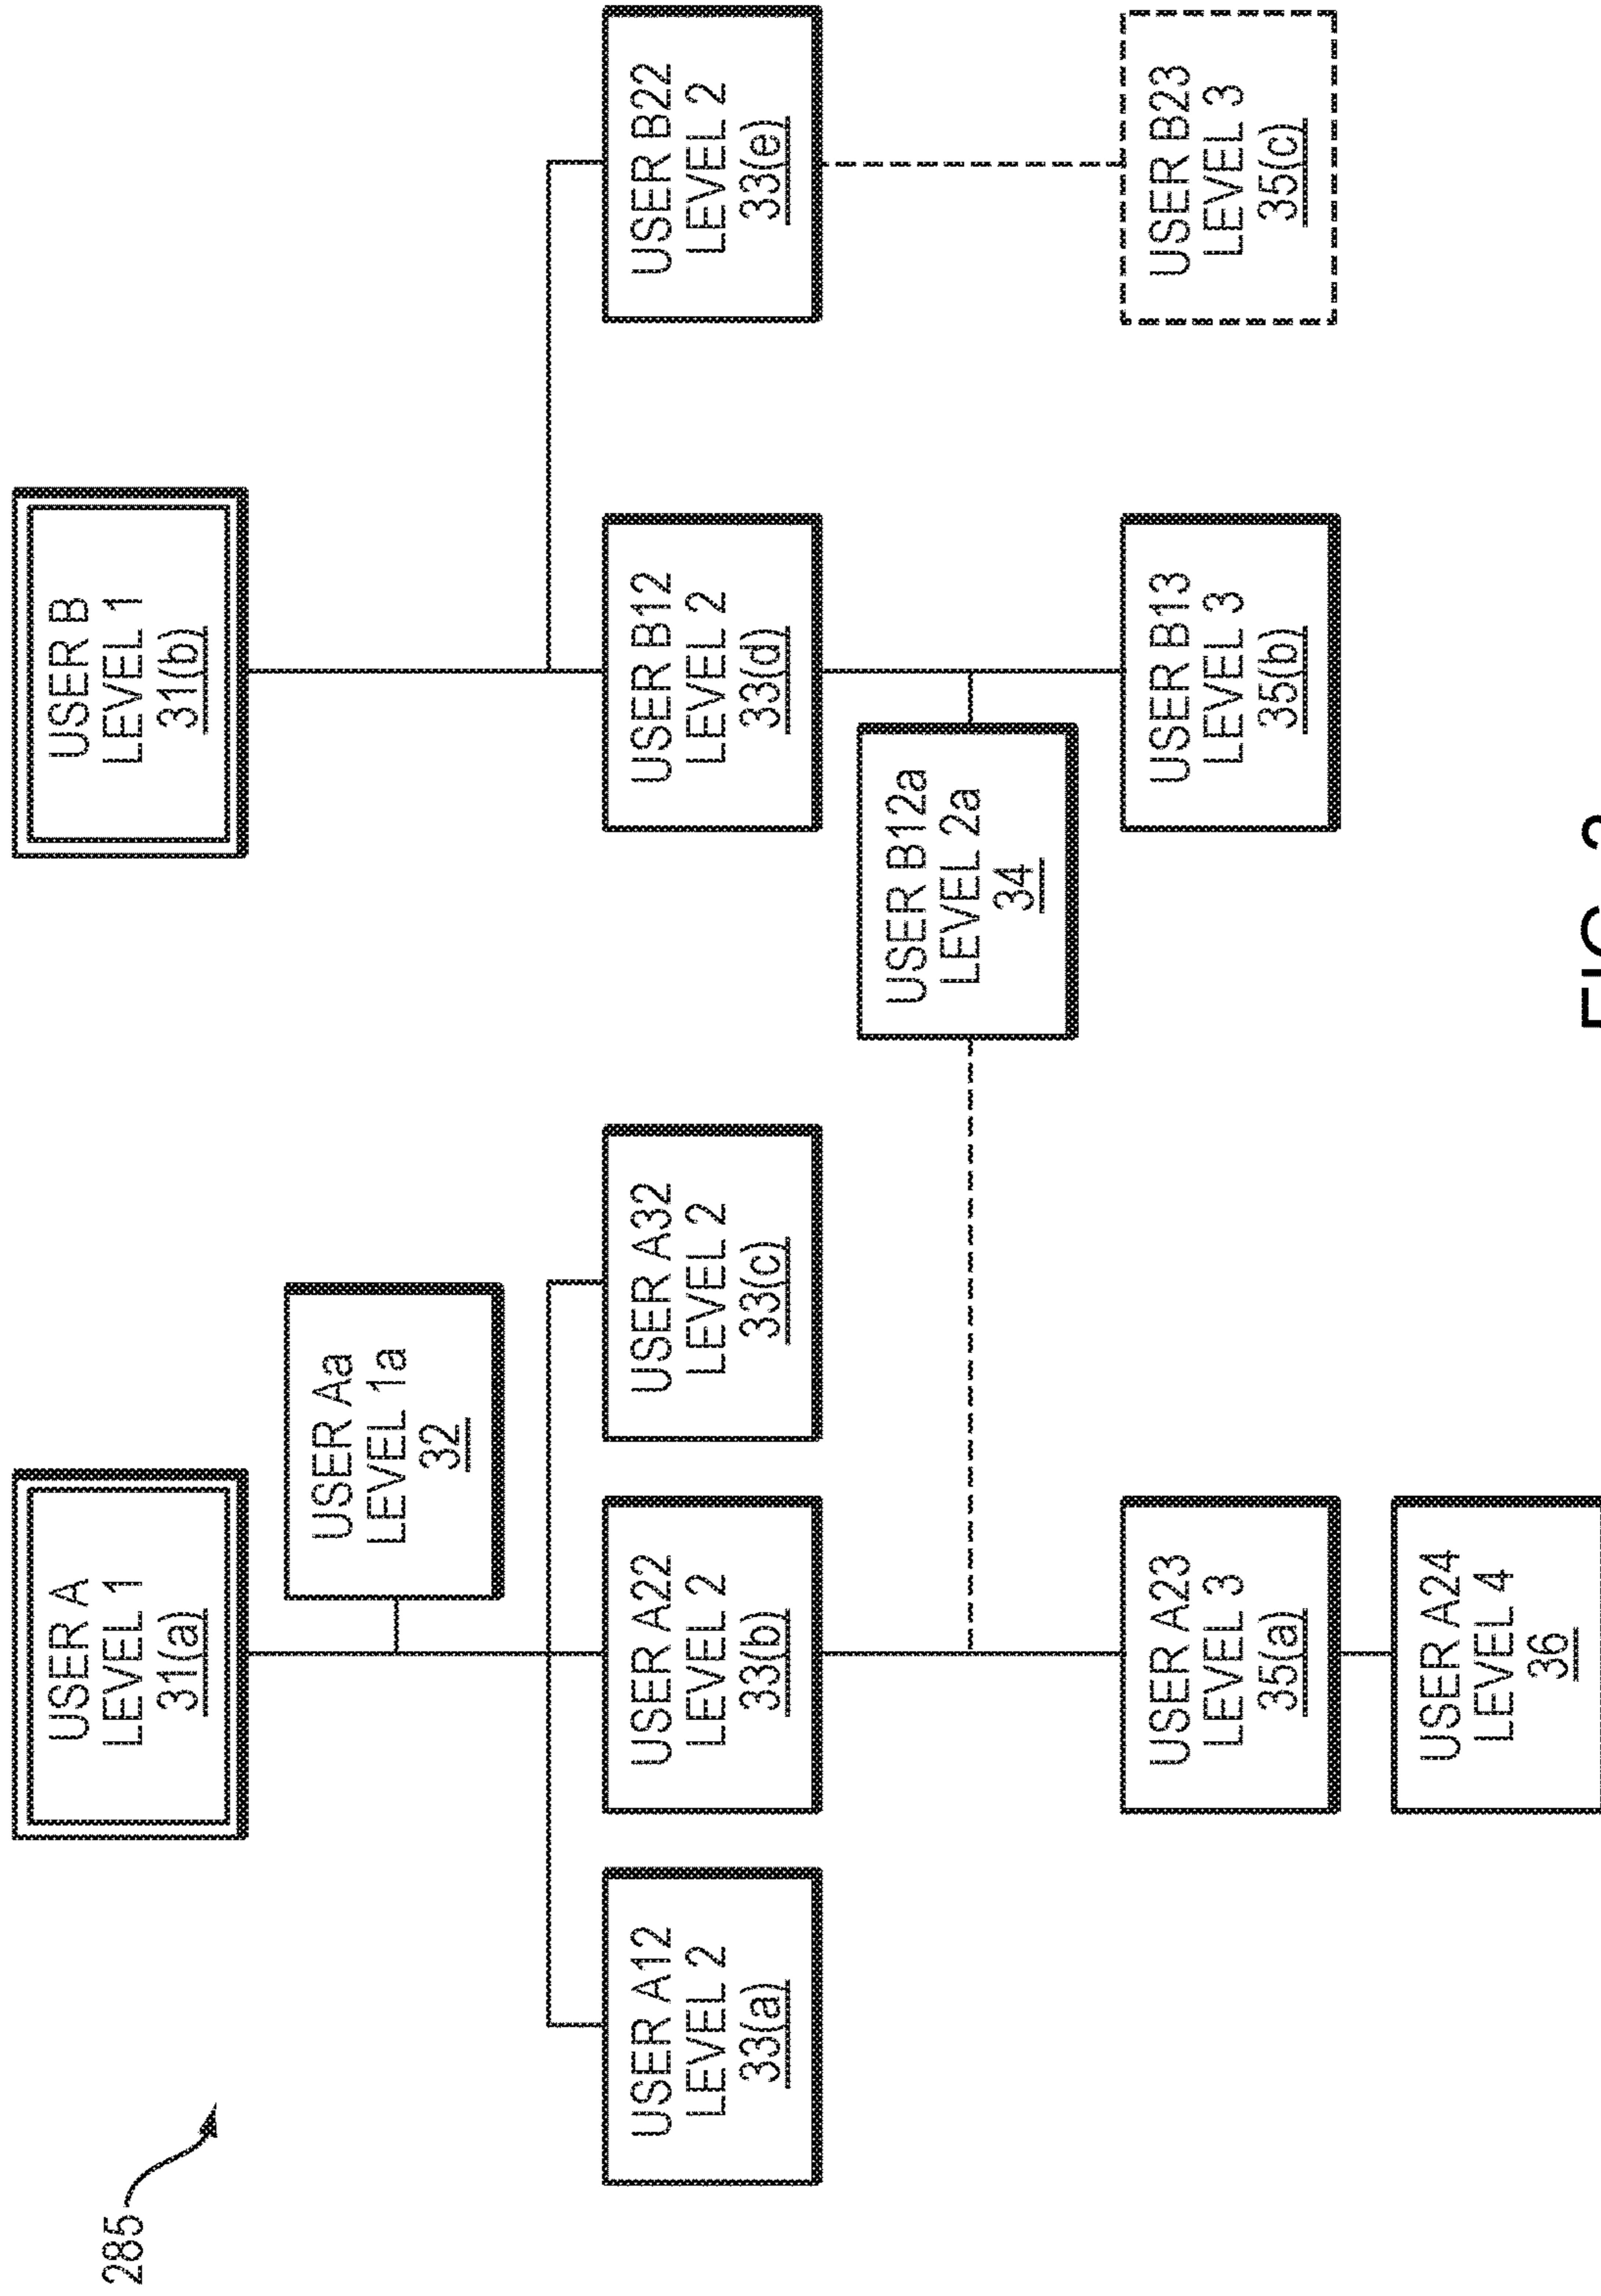 285
USER A
LEVEL 1
31(a)
USER B
LEVEL 1
31(b)
USER Aa
LEVEL 1a
32
USER A12
LEVEL 2
33(a)
USER A22
LEVEL 2
33(b)
USER A32
LEVEL 2
33(c)
USER B12
LEVEL 2
33(d)
USER B22
LEVEL 2
33(e)
USER B12a
LEVEL 2a
34
USER A23
LEVEL 3
35(a)
USER B13
LEVEL 3
35(b)
USER B23
LEVEL 3
35(c)
USER A24
LEVEL 4
36